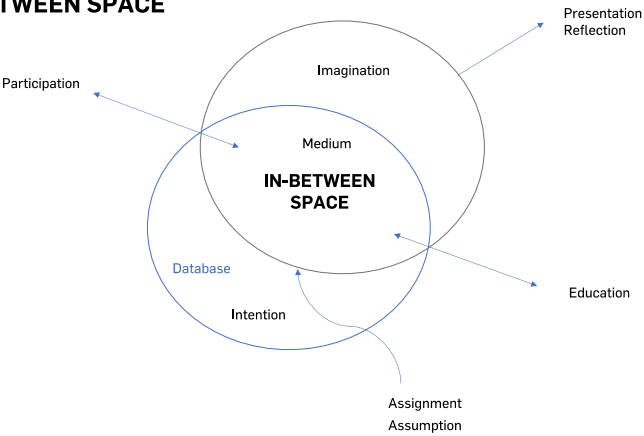 TWEEN SPACE
Presentation
Reflection
Imagination
Participation
Medium
IN-BETWEEN
SPACE
Database
Education
Intention
Assignment
Assumption